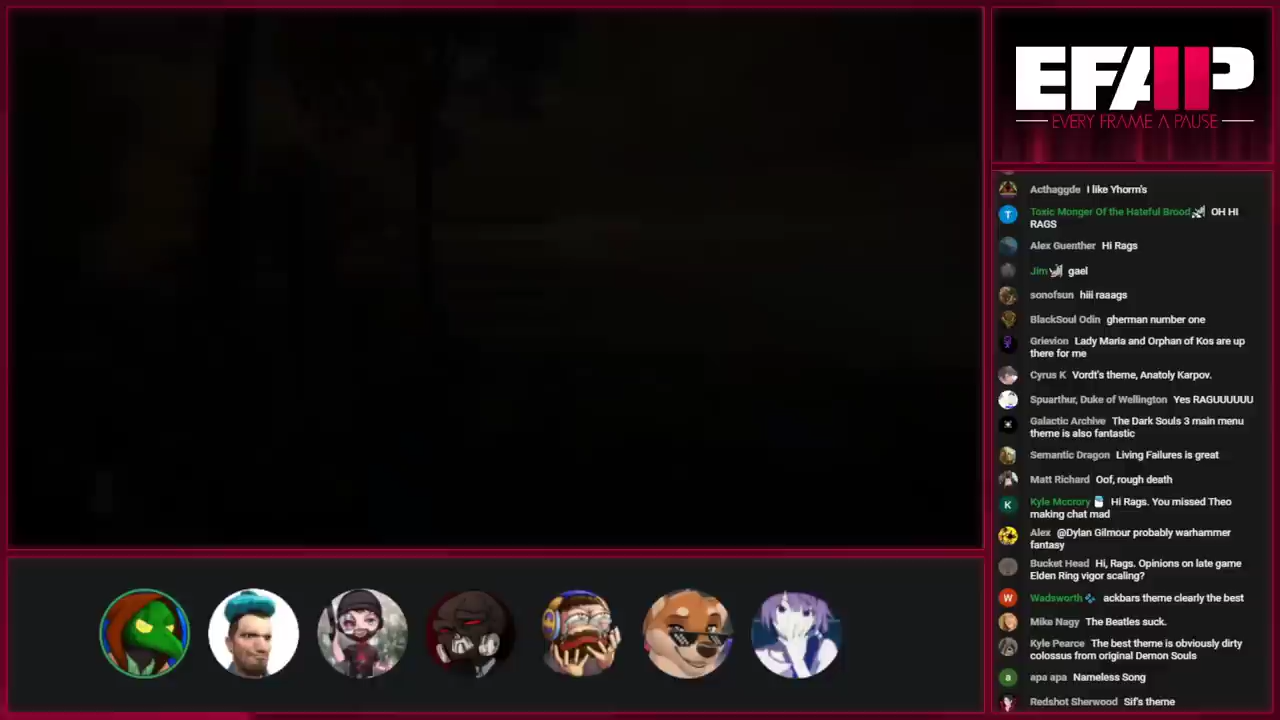 EFAP
EVERY FRAME A PAUSE
Acthaggde I like Yhorm's
Toxic Monger Of the Hateful Brood OH HI
RAGS
Alex Guenther Hi Rags
Jim gael
sonofsun hiii raaags
BlackSoul Odin gherman number one
Grievion Lady Maria and Orphan of Kos are up
there for me
Cyrus K Vordt's theme, Anatoly Karpov.
Spuarthur, Duke of Wellington Yes RAGUUUUUU
Galactic Archive The Dark Souls 3 main menu
theme is also fantastic
Semantic Dragon Living Failures is great
Matt Richard Oof, rough death
K Kyle Mccrory Hi Rags. You missed Theo
making chat mad
Alex @Dylan Gilmour probably warhammer
fantasy
Bucket Head Hi, Rags. Opinions on late game
Elden Ring vigor scaling?
W Wadsworth ackbars theme clearly the best
Mike Nagy The Beatles suck.
Kyle Pearce The best theme is obviously dirty
colossus from original Demon Souls
a apa apa Nameless Song
Redshot Sherwood Sif's theme